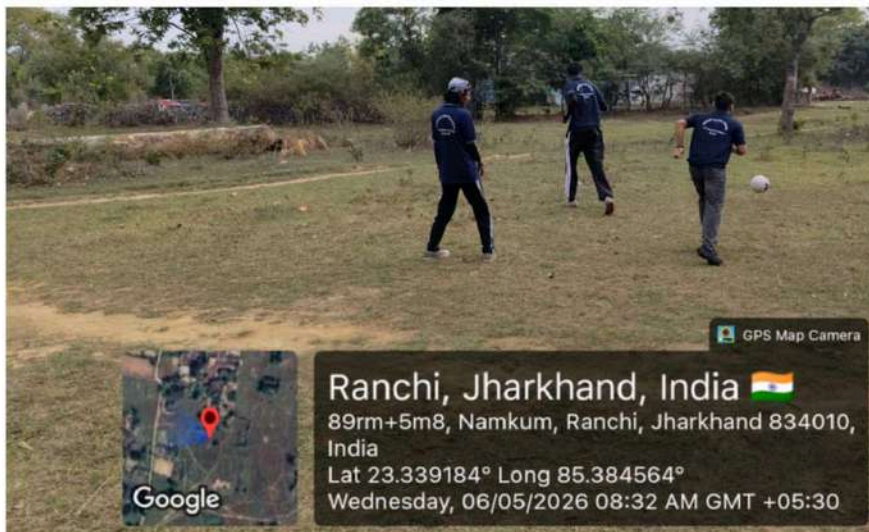 GPS Map Camera
Ranchi, Jharkhand, India 🇮🇳
89rm+5m8, Namkum, Ranchi, Jharkhand 834010,
India
Lat 23.339184° Long 85.384564°
Wednesday, 06/05/2026 08:32 AM GMT +05:30
Google